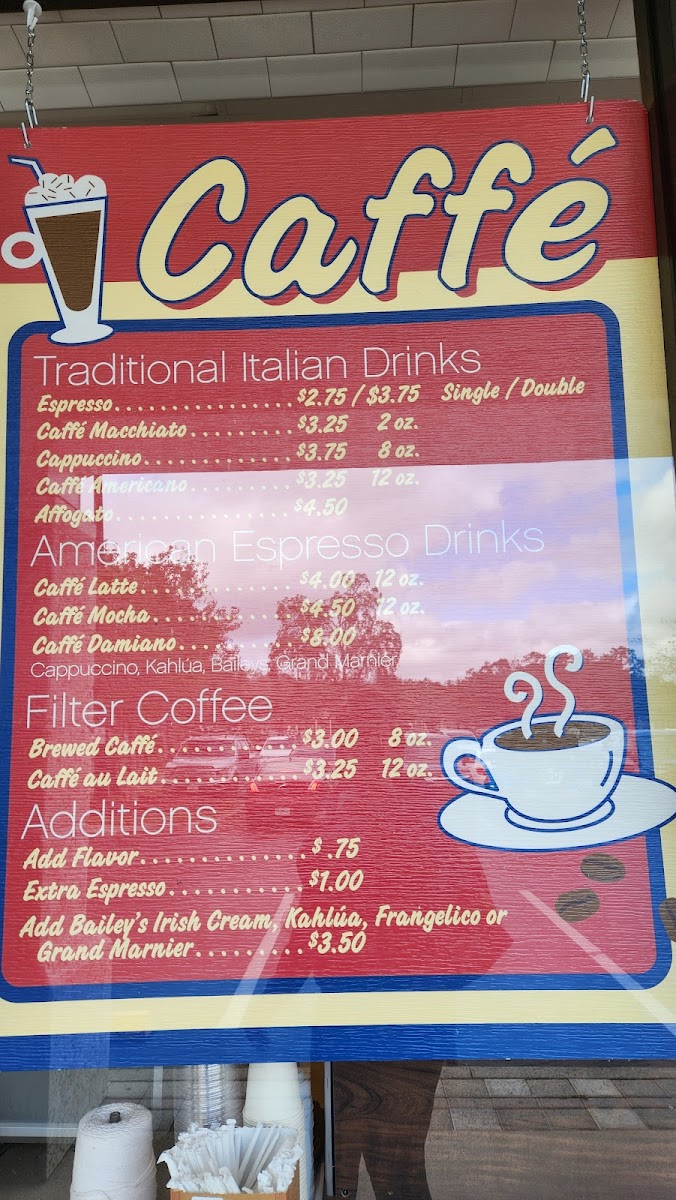 Caffé
Traditional Italian Drinks
Espresso................$2.75 / $3.75 Single / Double
Caffé Macchiato.........$3.25 2 oz.
Cappuccino.............$3.75 8 oz.
Caffé Americano.........$3.25 12 oz.
Affogato................$4.50
American Espresso Drinks
Caffé Latte..............$4.00 12 oz.
Caffé Mocha.............$4.50 12 oz.
Caffé Damiano..........$8.00
Cappuccino, Kahlúa, Baileys, Grand Marnier
Filter Coffee
Brewed Caffé............$3.00 8 oz.
Caffé au Lait............$3.25 12 oz.
Additions
Add Flavor..............$ .75
Extra Espresso...........$1.00
Add Bailey's Irish Cream, Kahlúa, Frangelico or
Grand Marnier.........$3.50